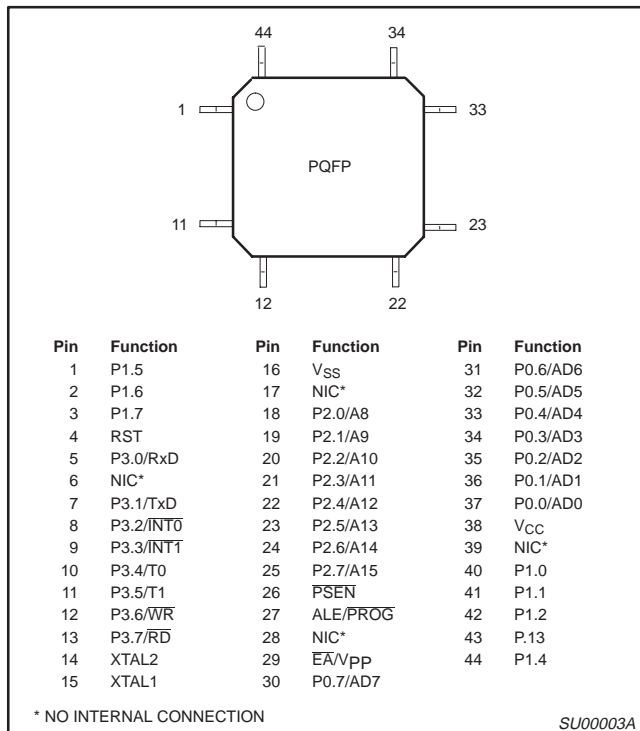 44 34
1 33
PQFP
11 23
12 22
Pin Function Pin Function Pin Function
1 P1.5 16 VSS 31 P0.6/AD6
2 P1.6 17 NIC* 32 P0.5/AD5
3 P1.7 18 P2.0/A8 33 P0.4/AD4
4 RST 19 P2.1/A9 34 P0.3/AD3
5 P3.0/RxD 20 P2.2/A10 35 P0.2/AD2
6 NIC* 21 P2.3/A11 36 P0.1/AD1
7 P3.1/TxD 22 P2.4/A12 37 P0.0/AD0
8 P3.2/I̅N̅T̅0̅ 23 P2.5/A13 38 VCC
9 P3.3/I̅N̅T̅1̅ 24 P2.6/A14 39 NIC*
10 P3.4/T0 25 P2.7/A15 40 P1.0
11 P3.5/T1 26 P̅S̅E̅N̅ 41 P1.1
12 P3.6/W̅R̅ 27 ALE/P̅R̅O̅G̅ 42 P1.2
13 P3.7/R̅D̅ 28 NIC* 43 P.13
14 XTAL2 29 E̅A̅/VPP 44 P1.4
15 XTAL1 30 P0.7/AD7
* NO INTERNAL CONNECTION
SU00003A